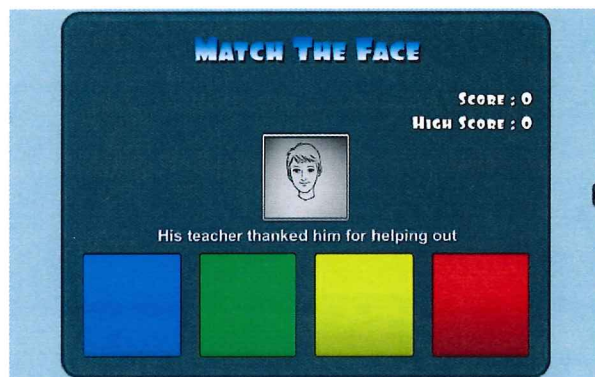 Match The Face
Score : 0
High Score : 0
His teacher thanked him for helping out